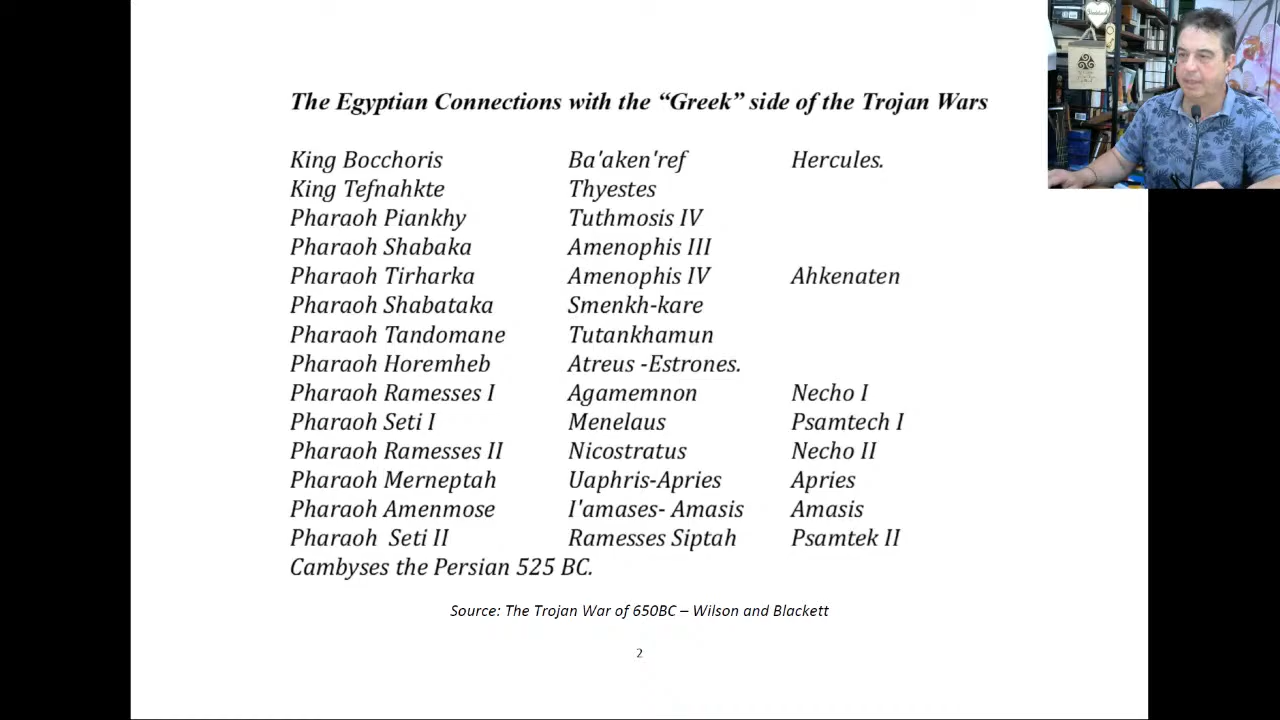 The Egyptian Connections with the “Greek” side of the Trojan Wars
King Bocchoris Ba'aken'ref Hercules.
King Tefnahkte Thyestes
Pharaoh Piankhy Tuthmosis IV
Pharaoh Shabaka Amenophis III
Pharaoh Tirharka Amenophis IV Ahkenaten
Pharaoh Shabataka Smenkh-kare
Pharaoh Tandomane Tutankhamun
Pharaoh Horemheb Atreus -Estrones.
Pharaoh Ramesses I Agamemnon Necho I
Pharaoh Seti I Menelaus Psamtech I
Pharaoh Ramesses II Nicostratus Necho II
Pharaoh Merneptah Uaphris-Apries Apries
Pharaoh Amenmose I'amases- Amasis Amasis
Pharaoh Seti II Ramesses Siptah Psamtek II
Cambyses the Persian 525 BC.
Source: The Trojan War of 650BC – Wilson and Blackett
2